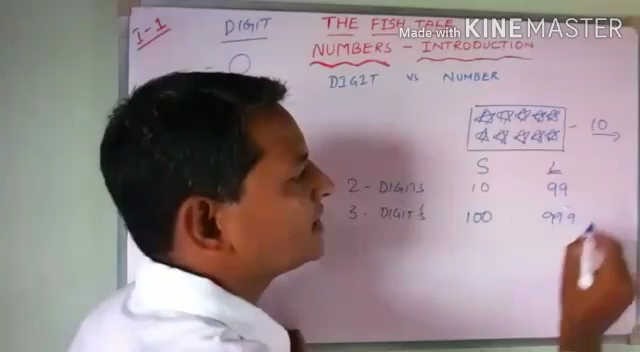 I-1
DIGIT
THE FISH TALE
Made with KINEMASTER
NUMBERS - INTRODUCTION
DIGIT VS NUMBER
- 10
S L
2 - DIGITS 10 99
3 - DIGITS 100 999